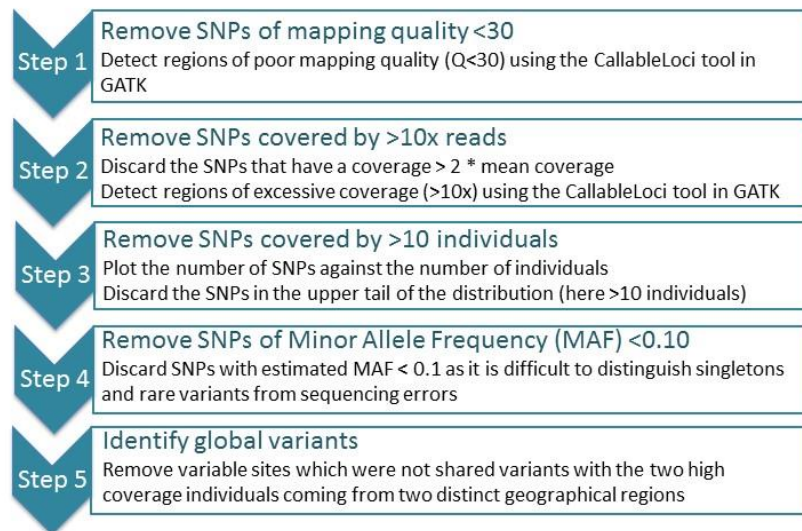 Step 1
Remove SNPs of mapping quality <30
Detect regions of poor mapping quality (Q<30) using the CallableLoci tool in
GATK
Step 2
Remove SNPs covered by >10x reads
Discard the SNPs that have a coverage > 2 * mean coverage
Detect regions of excessive coverage (>10x) using the CallableLoci tool in GATK
Step 3
Remove SNPs covered by >10 individuals
Plot the number of SNPs against the number of individuals
Discard the SNPs in the upper tail of the distribution (here >10 individuals)
Step 4
Remove SNPs of Minor Allele Frequency (MAF) <0.10
Discard SNPs with estimated MAF < 0.1 as it is difficult to distinguish singletons
and rare variants from sequencing errors
Step 5
Identify global variants
Remove variable sites which were not shared variants with the two high
coverage individuals coming from two distinct geographical regions